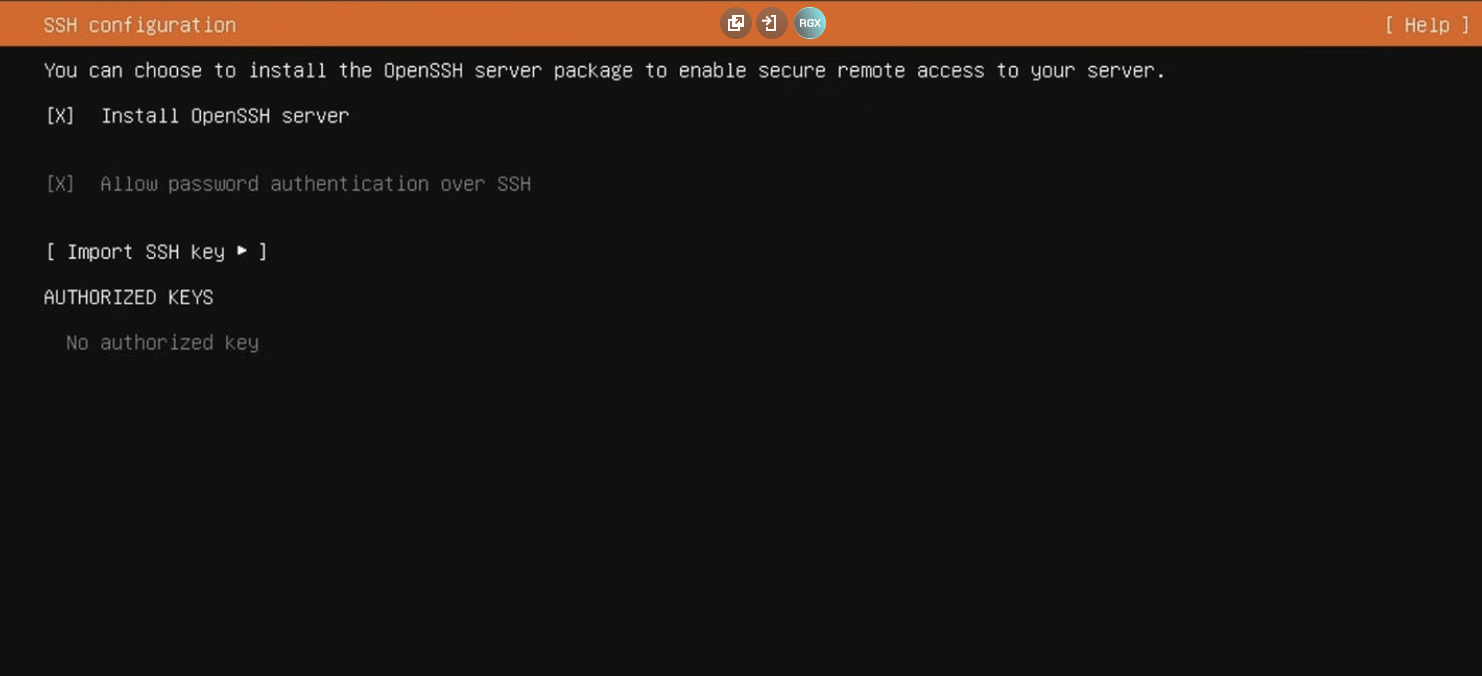 SSH configuration
RGX
[ Help ]
You can choose to install the OpenSSH server package to enable secure remote access to your server.
[X] Install OpenSSH server
[X] Allow password authentication over SSH
[ Import SSH key ▸ ]
AUTHORIZED KEYS
No authorized key